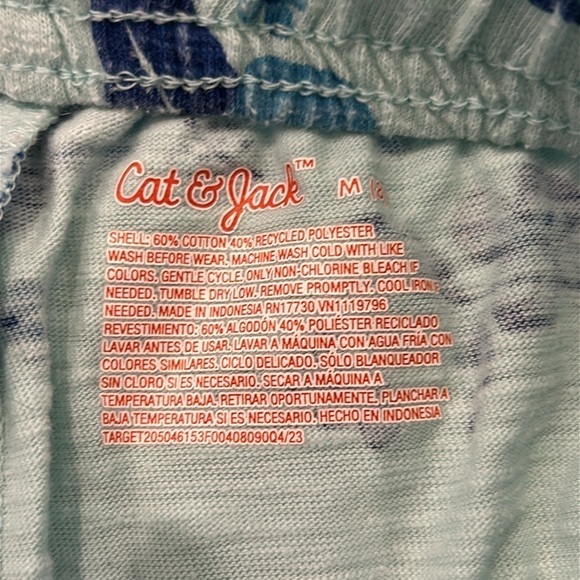 Cat & Jack™ M (8
SHELL: 60% COTTON 40% RECYCLED POLYESTER
WASH BEFORE WEAR. MACHINE WASH COLD WITH LIKE
COLORS. GENTLE CYCLE. ONLY NON-CHLORINE BLEACH IF
NEEDED. TUMBLE DRY LOW. REMOVE PROMPTLY. COOL IRON IF
NEEDED. MADE IN INDONESIA RN17730 VN1119796
REVESTIMIENTO: 60% ALGODÓN 40% POLIÉSTER RECICLADO
LAVAR ANTES DE USAR. LAVAR A MÁQUINA CON AGUA FRÍA CON
COLORES SIMILARES. CICLO DELICADO. SÓLO BLANQUEADOR
SIN CLORO SI ES NECESARIO. SECAR A MÁQUINA A
TEMPERATURA BAJA. RETIRAR OPORTUNAMENTE. PLANCHAR A
BAJA TEMPERATURA SI ES NECESARIO. HECHO EN INDONESIA
TARGET205046153F00408090Q4/23